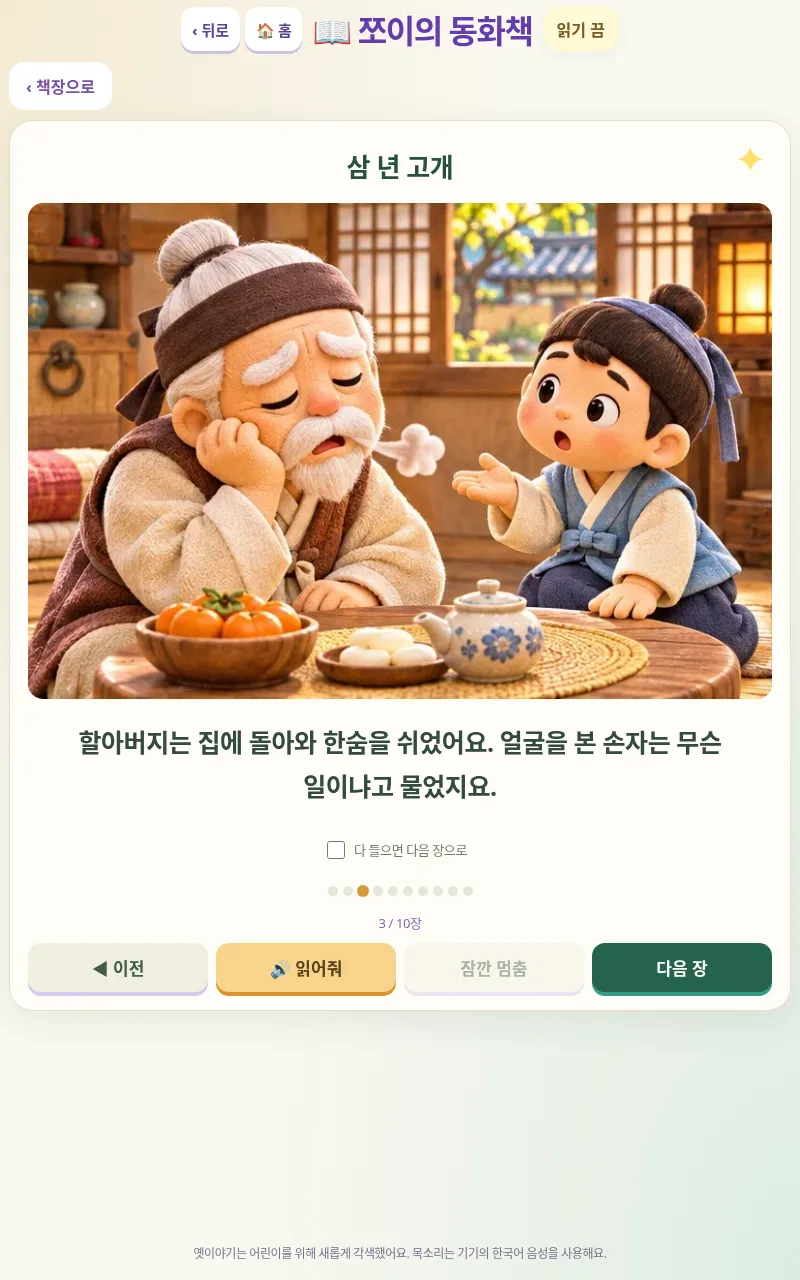 ‹ 뒤로
🏠 홈
📖 쪼이의 동화책
읽기 끝
‹ 책장으로
삼 년 고개
할아버지는 집에 돌아와 한숨을 쉬었어요. 얼굴을 본 손자는 무슨
일이냐고 물었지요.
다 들으면 다음 장으로
3 / 10장
◀ 이전
🔊 읽어줘
잠깐 멈춤
다음 장
옛이야기는 어린이를 위해 새롭게 각색했어요. 목소리는 기기의 한국어 음성을 사용해요.